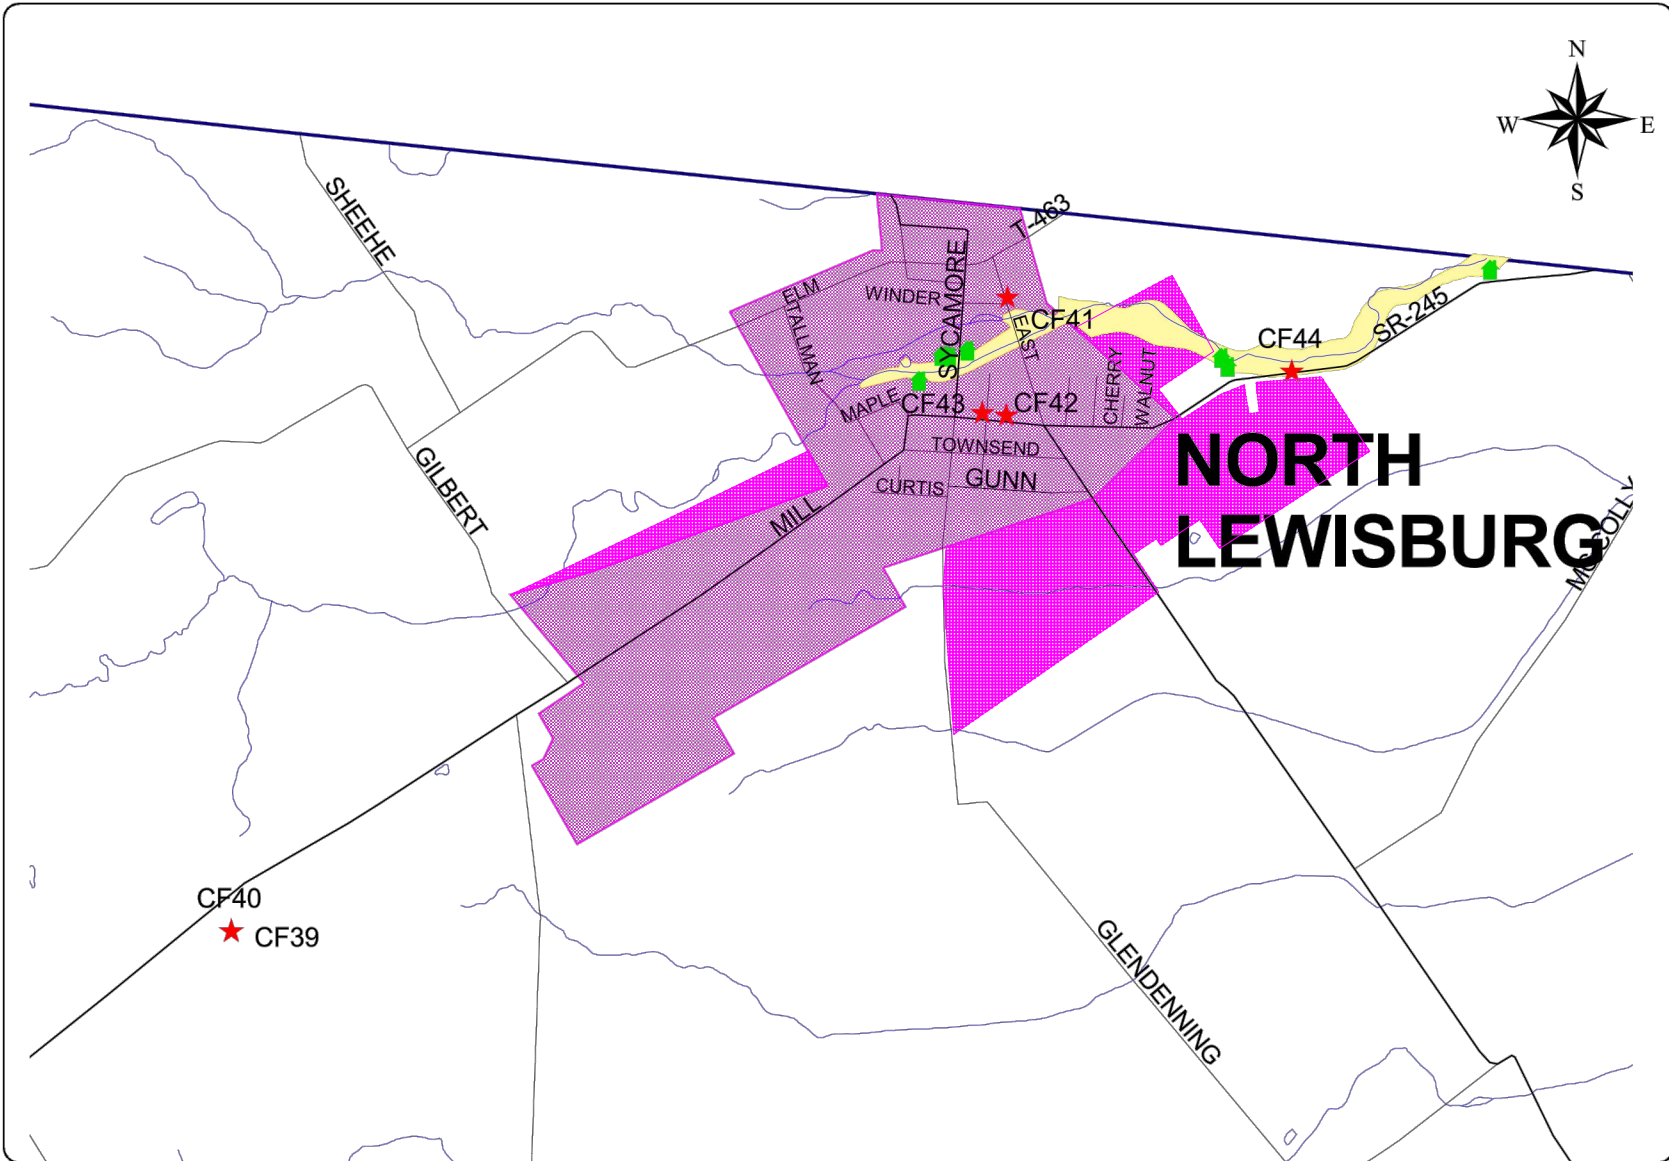 N
W
E
S
SHEEHE
T-463
SYCAMORE
ELM
WINDER
TALLMAN
EAST
CF41
SR-245
CF44
CHERRY
WALNUT
MAPLE
CF43
CF42
TOWNSEND
NORTH
LEWISBURG
GILBERT
CURTIS
GUNN
MILL
CF40
CF39
GLENDENNING